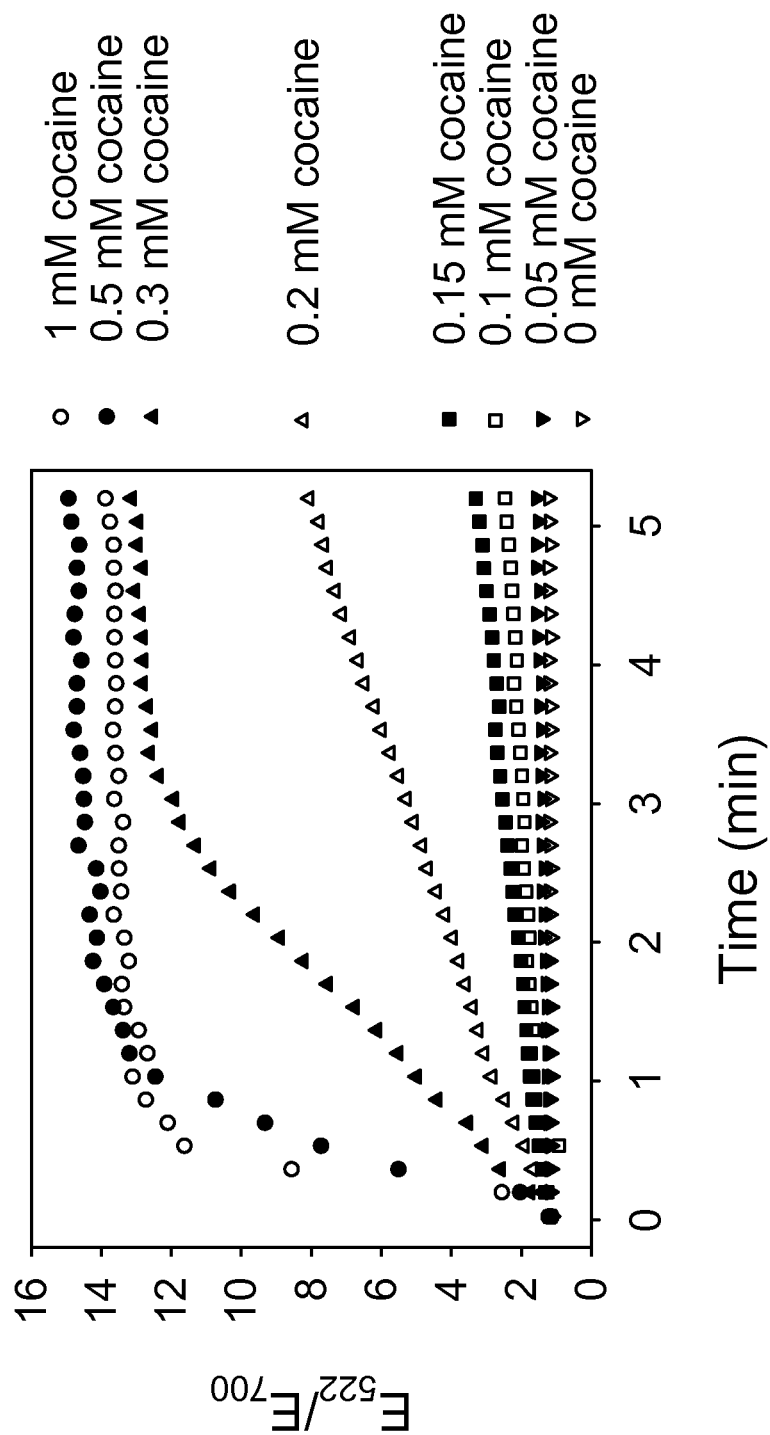 1 mM cocaine
0.5 mM cocaine
0.3 mM cocaine
0.2 mM cocaine
0.15 mM cocaine
0.1 mM cocaine
0.05 mM cocaine
0 mM cocaine
E522/E700
16
14
12
10
8
6
4
2
0
0 1 2 3 4 5
Time (min)